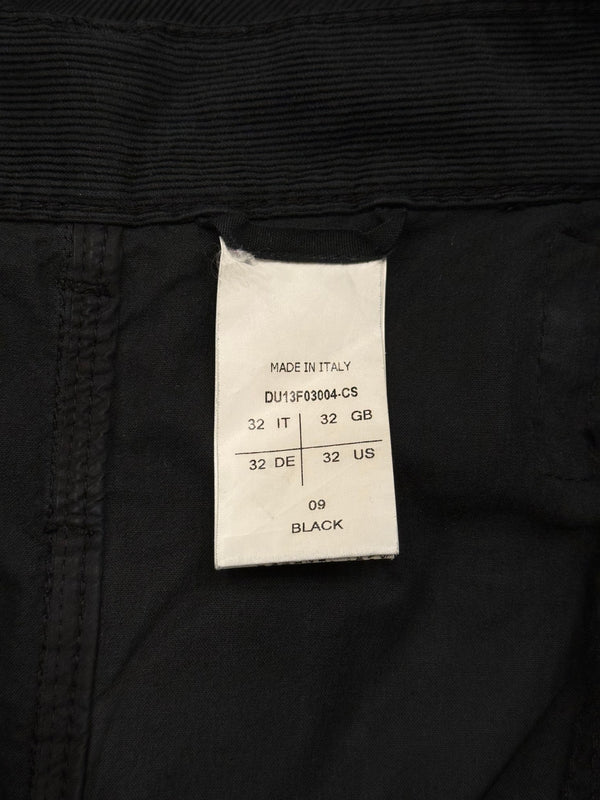 MADE IN ITALY
DU13F03004-CS
32 IT 32 GB
32 DE 32 US
09
BLACK